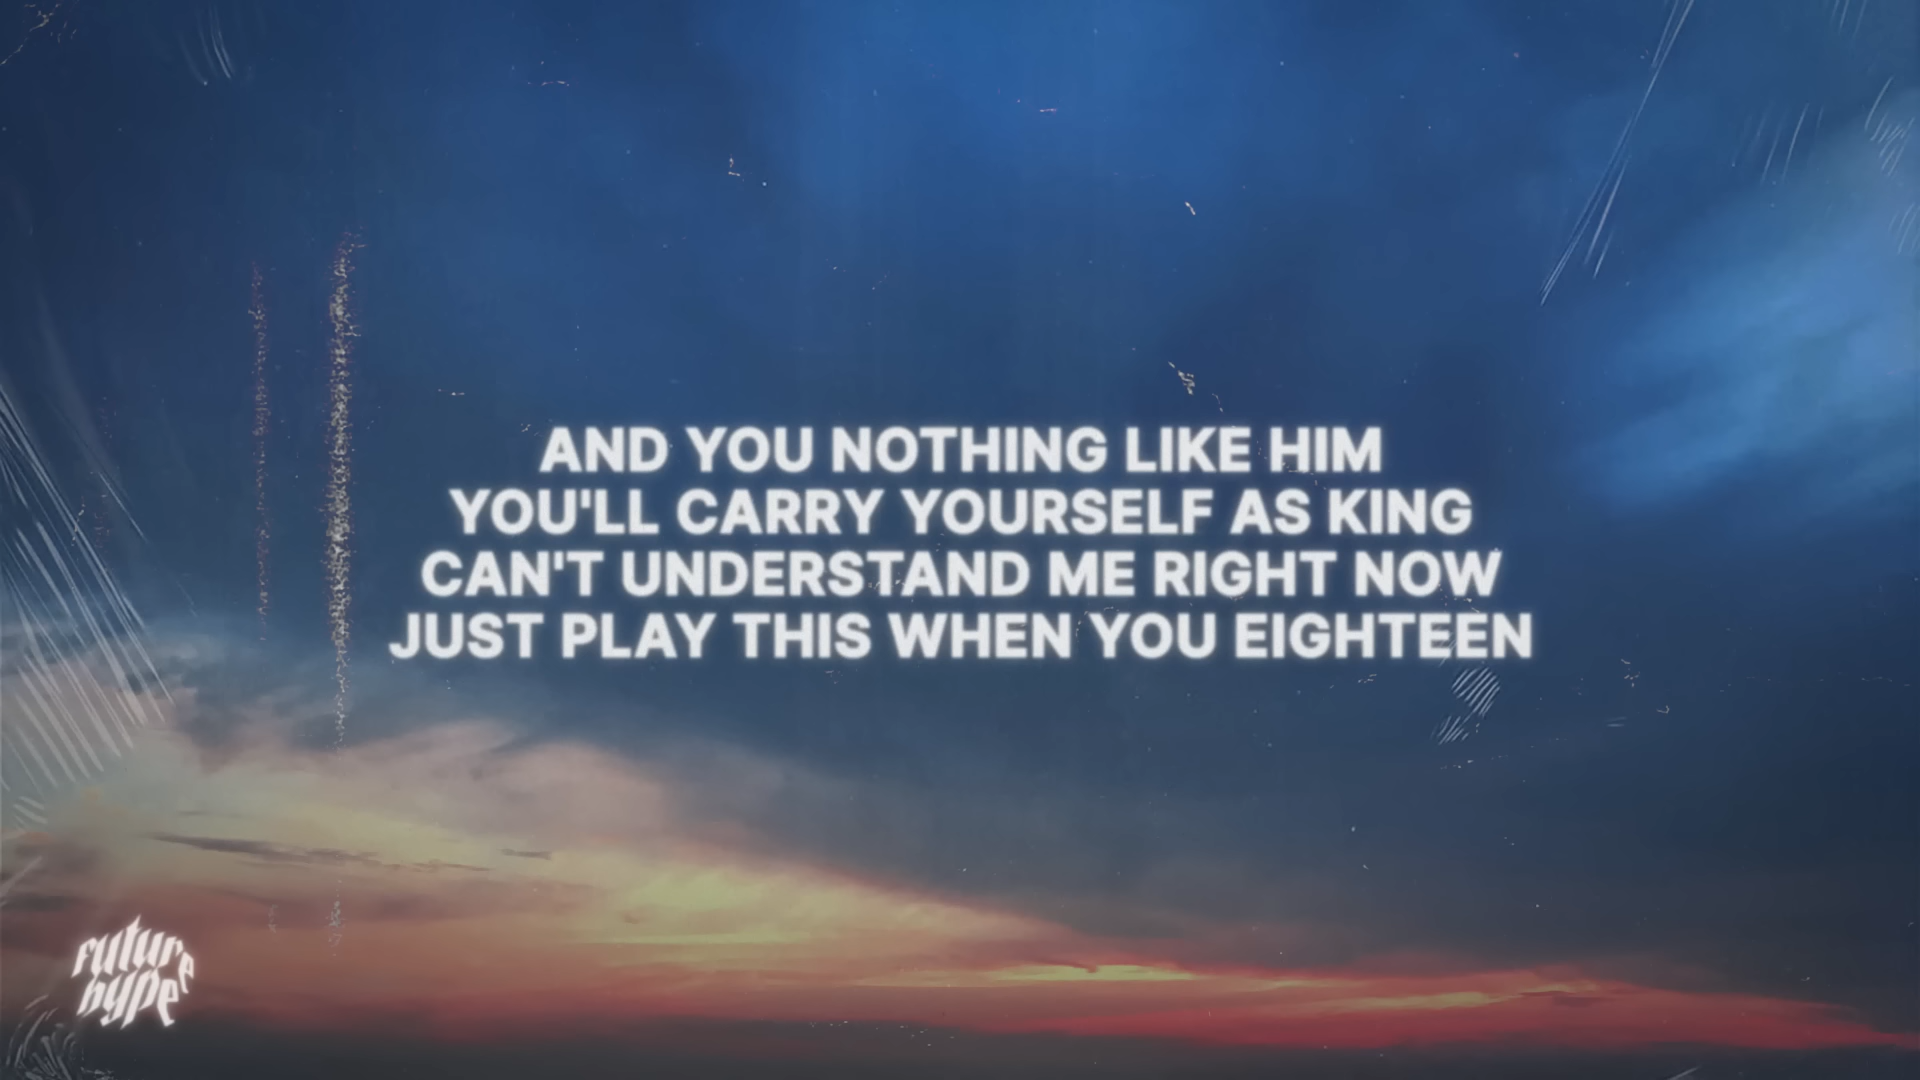 AND YOU NOTHING LIKE HIM
YOU'LL CARRY YOURSELF AS KING
CAN'T UNDERSTAND ME RIGHT NOW
JUST PLAY THIS WHEN YOU EIGHTEEN
future
hype